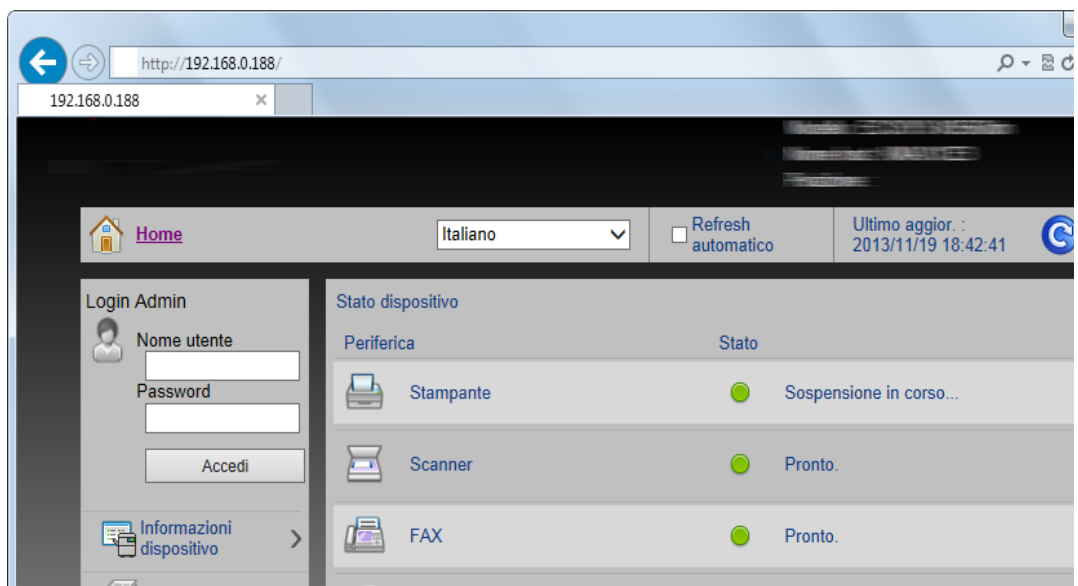 http://192.168.0.188/
192.168.0.188
Home
Italiano
Refresh
automatico
Ultimo aggior. :
2013/11/19 18:42:41
Login Admin
Nome utente
Password
Accedi
Informazioni
dispositivo
Stato dispositivo
Periferica Stato
Stampante Sospensione in corso...
Scanner Pronto.
FAX Pronto.